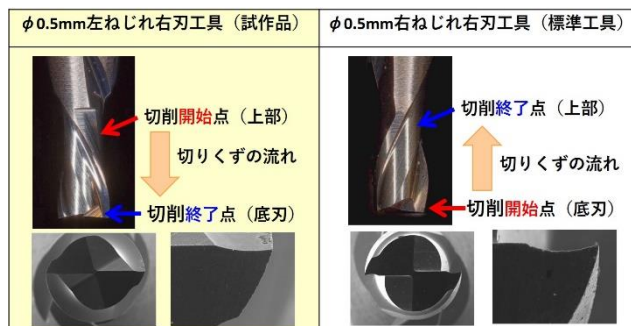 φ0.5mm左ねじれ右刃工具（試作品）
切削開始点（上部）
切りくずの流れ
切削終了点（底刃）
φ0.5mm右ねじれ右刃工具（標準工具）
切削終了点（上部）
切りくずの流れ
切削開始点（底刃）